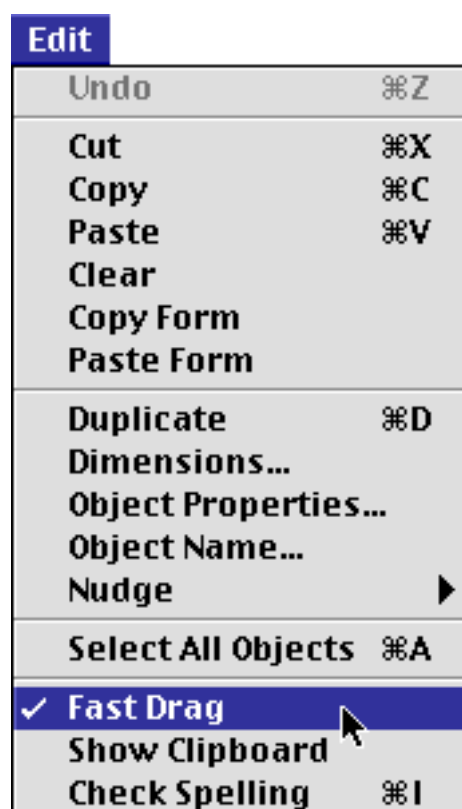 Edit
Undo ⌘Z
Cut ⌘X
Copy ⌘C
Paste ⌘V
Clear
Copy Form
Paste Form
Duplicate ⌘D
Dimensions...
Object Properties...
Object Name...
Nudge
Select All Objects ⌘A
✓ Fast Drag
Show Clipboard
Check Spelling ⌘I